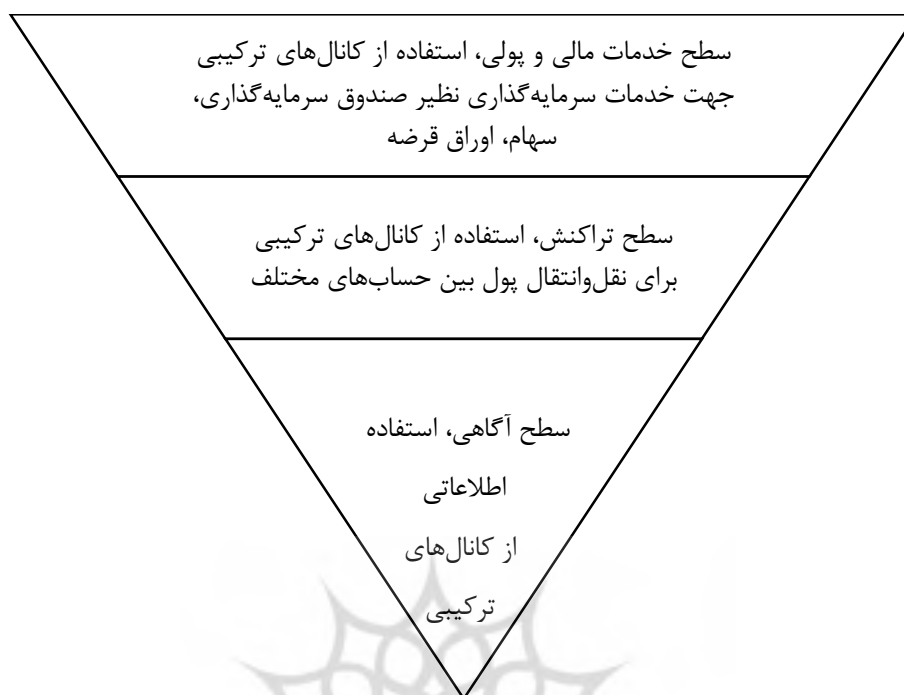 سطح خدمات مالی و پولی، استفاده از کانال‌های ترکیبی
جهت خدمات سرمایه‌گذاری نظیر صندوق سرمایه‌گذاری،
سهام، اوراق قرضه
سطح تراکنش، استفاده از کانال‌های ترکیبی
برای نقل‌وانتقال پول بین حساب‌های مختلف
سطح آگاهی، استفاده
اطلاعاتی
از کانال‌های
ترکیبی